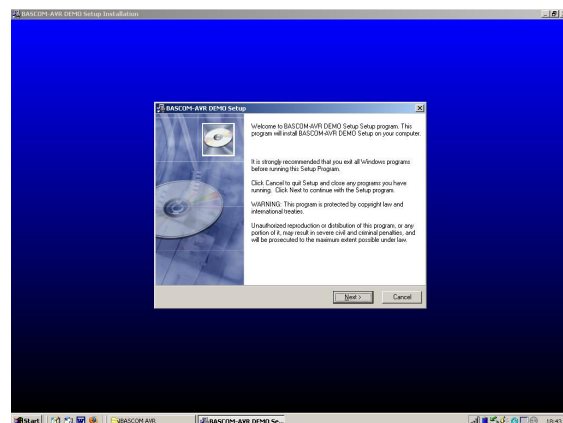 BASCOM-AVR DEMO Setup Installation
BASCOM-AVR DEMO Setup
Welcome to BASCOM-AVR DEMO Setup Setup program. This
program will install BASCOM-AVR DEMO Setup on your computer.
It is strongly recommended that you exit all Windows programs
before running this Setup Program.
Click Cancel to quit Setup and close any programs you have
running. Click Next to continue with the Setup program.
WARNING: This program is protected by copyright law and
international treaties.
Unauthorized reproduction or distribution of this program, or any
portion of it, may result in severe civil and criminal penalties, and
will be prosecuted to the maximum extent possible under law.
Next > Cancel
Start BASCOM AVR BASCOM-AVR DEMO Se... 18:43